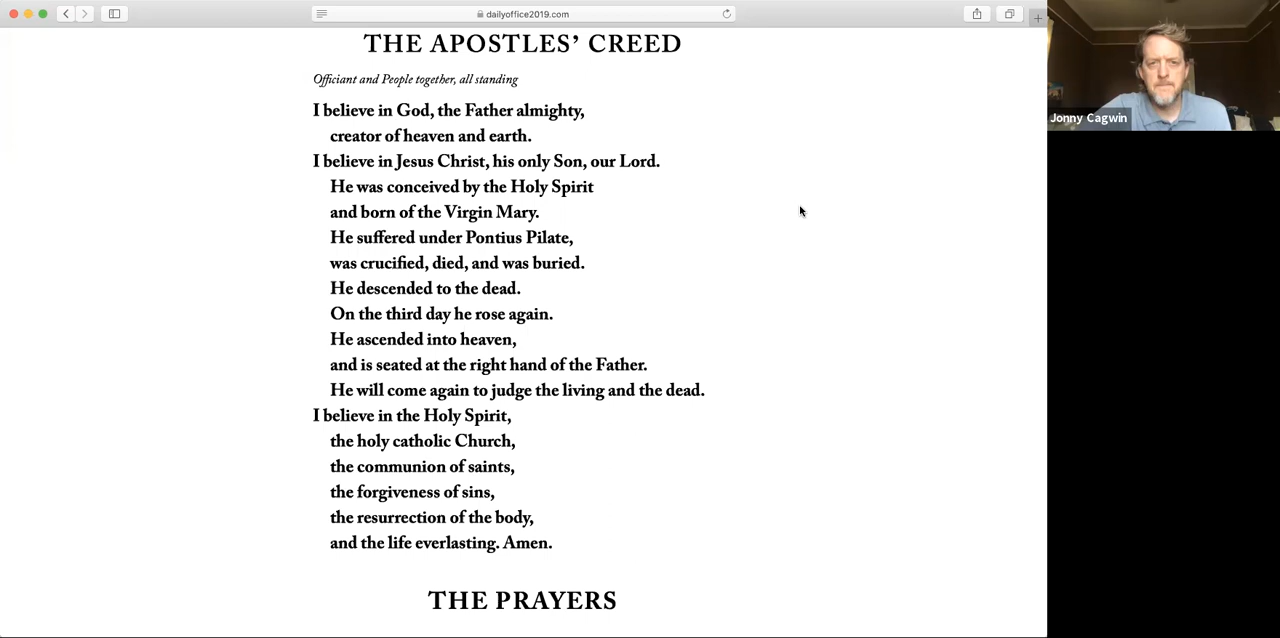 dailyoffice2019.com
THE APOSTLES’ CREED
Officiant and People together, all standing
I believe in God, the Father almighty,
creator of heaven and earth.
I believe in Jesus Christ, his only Son, our Lord.
He was conceived by the Holy Spirit
and born of the Virgin Mary.
He suffered under Pontius Pilate,
was crucified, died, and was buried.
He descended to the dead.
On the third day he rose again.
He ascended into heaven,
and is seated at the right hand of the Father.
He will come again to judge the living and the dead.
I believe in the Holy Spirit,
the holy catholic Church,
the communion of saints,
the forgiveness of sins,
the resurrection of the body,
and the life everlasting. Amen.
THE PRAYERS
Jonny Cagwin